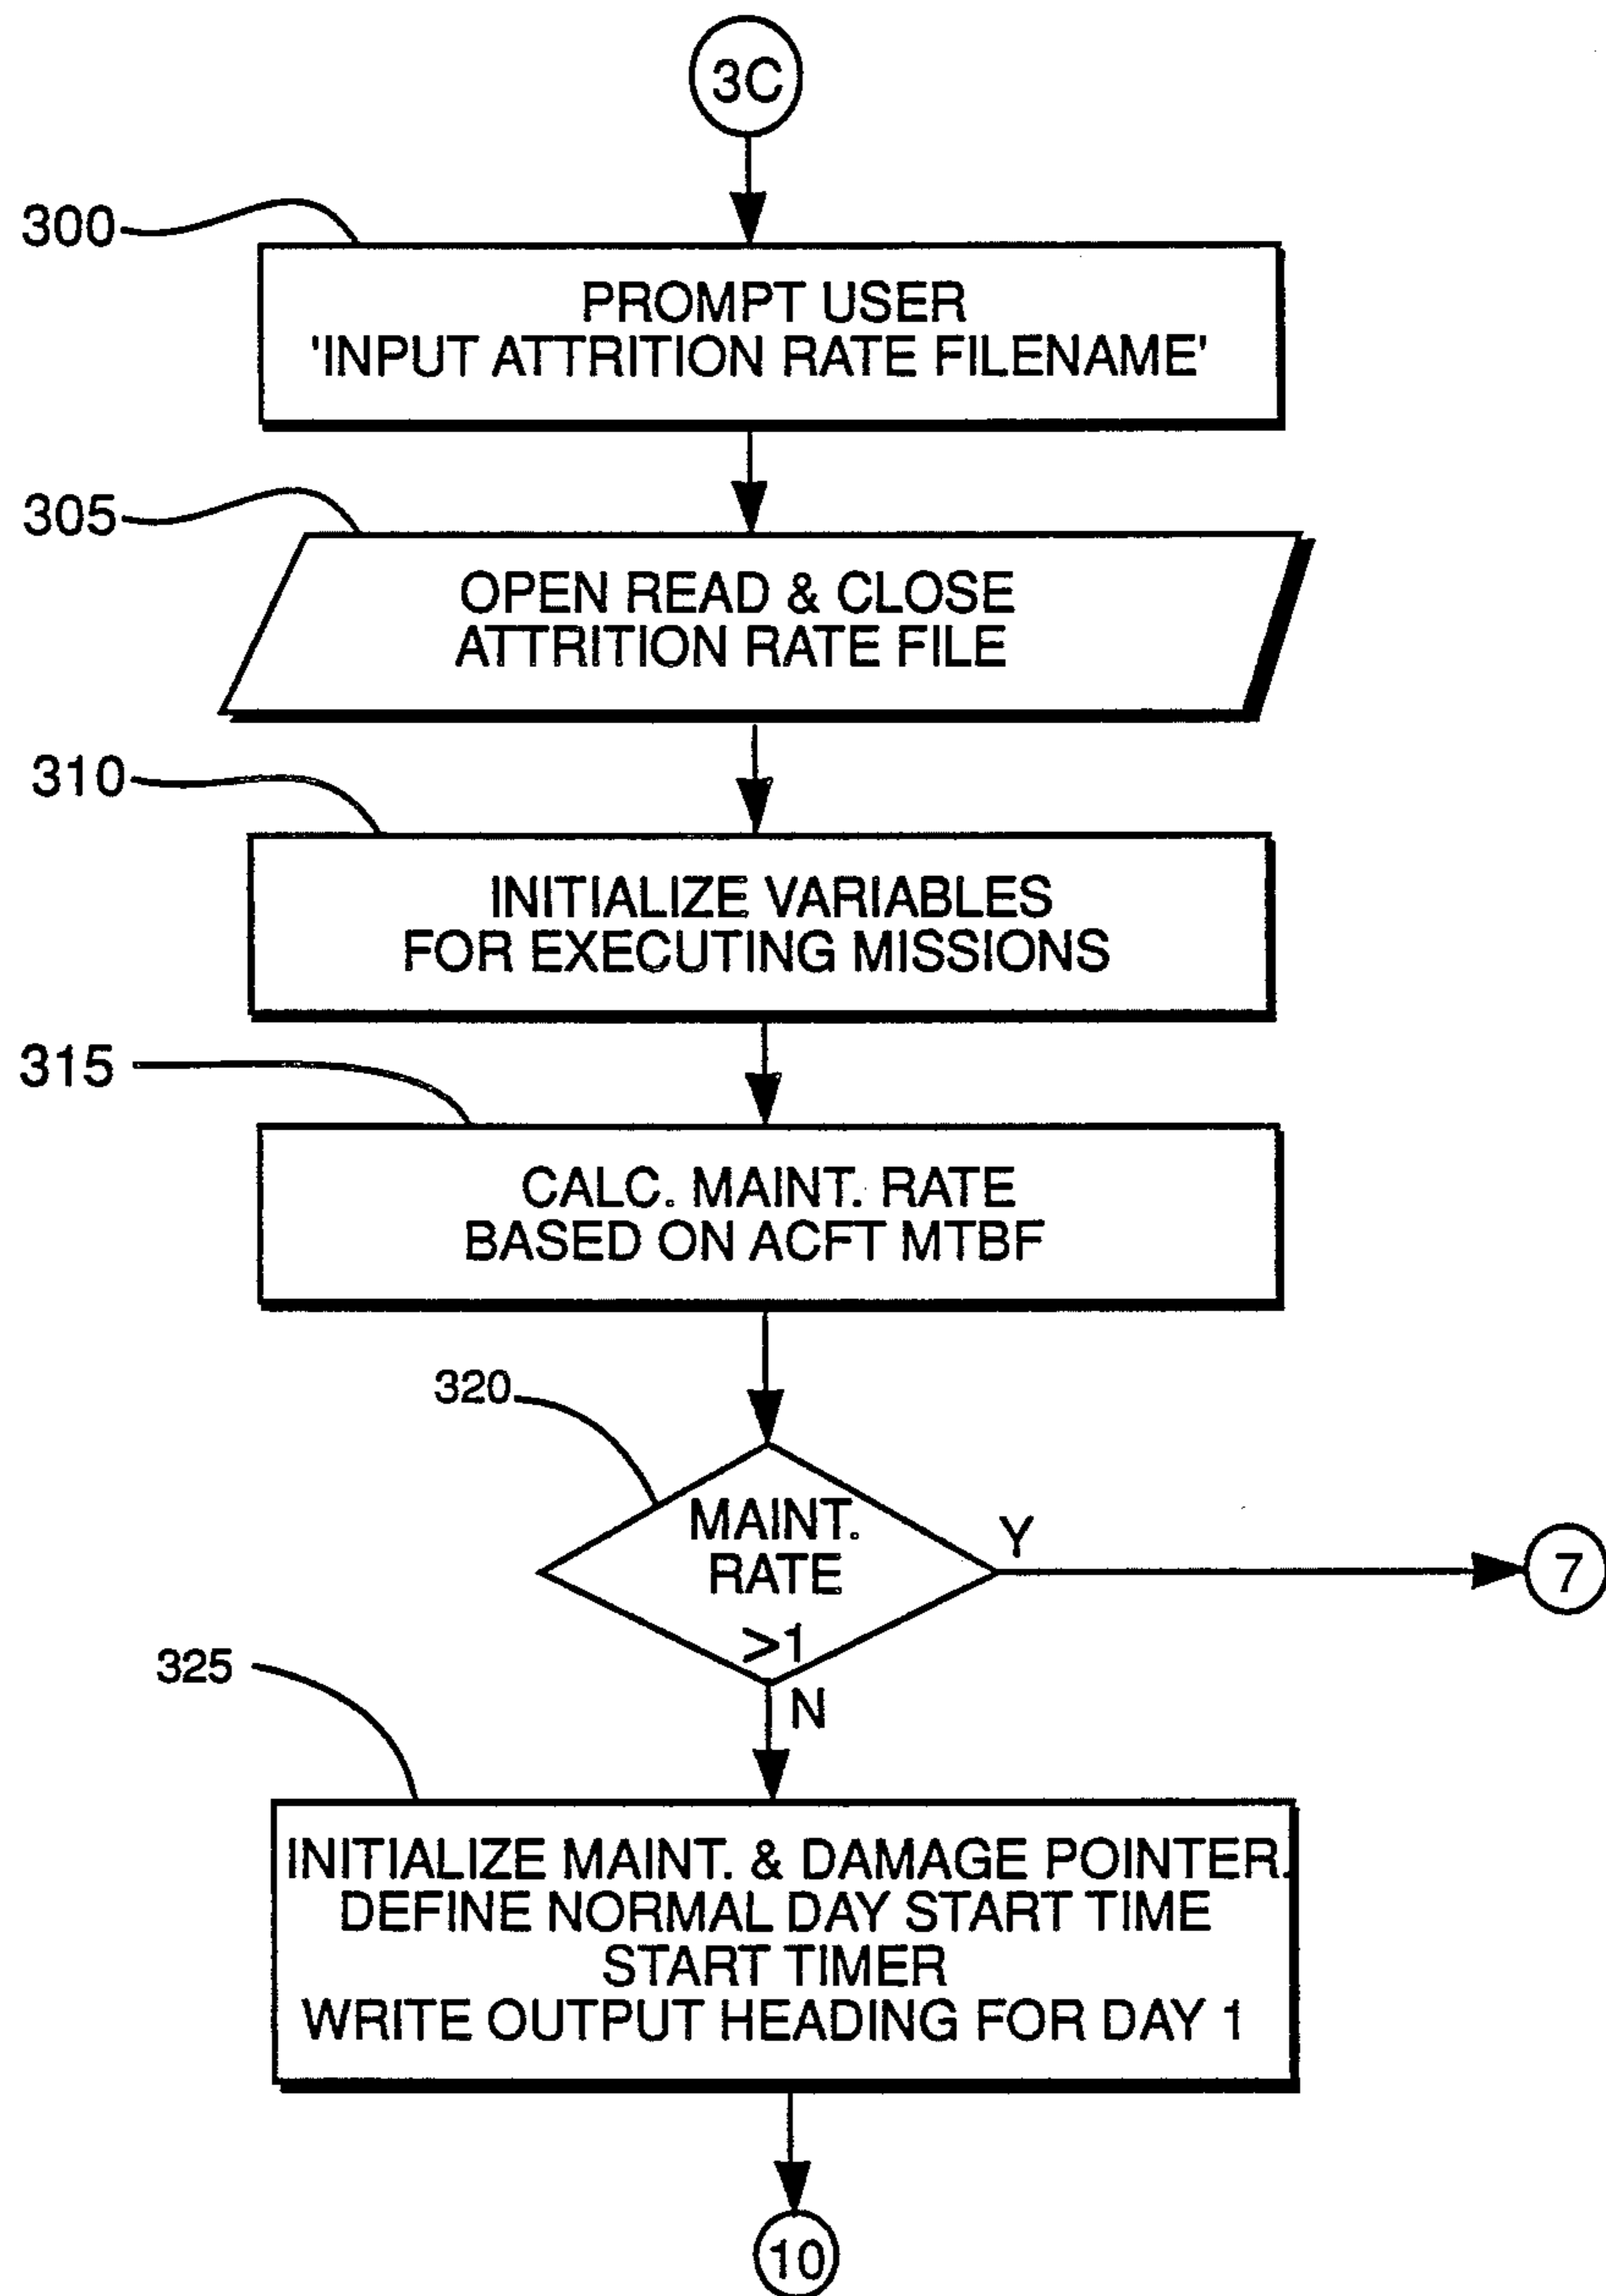 3C
300
PROMPT USER
'INPUT ATTRITION RATE FILENAME'
305
OPEN READ & CLOSE
ATTRITION RATE FILE
310
INITIALIZE VARIABLES
FOR EXECUTING MISSIONS
315
CALC. MAINT. RATE
BASED ON ACFT MTBF
320
MAINT.
RATE
>1
Y
7
N
325
INITIALIZE MAINT. & DAMAGE POINTER.
DEFINE NORMAL DAY START TIME
START TIMER
WRITE OUTPUT HEADING FOR DAY 1
10